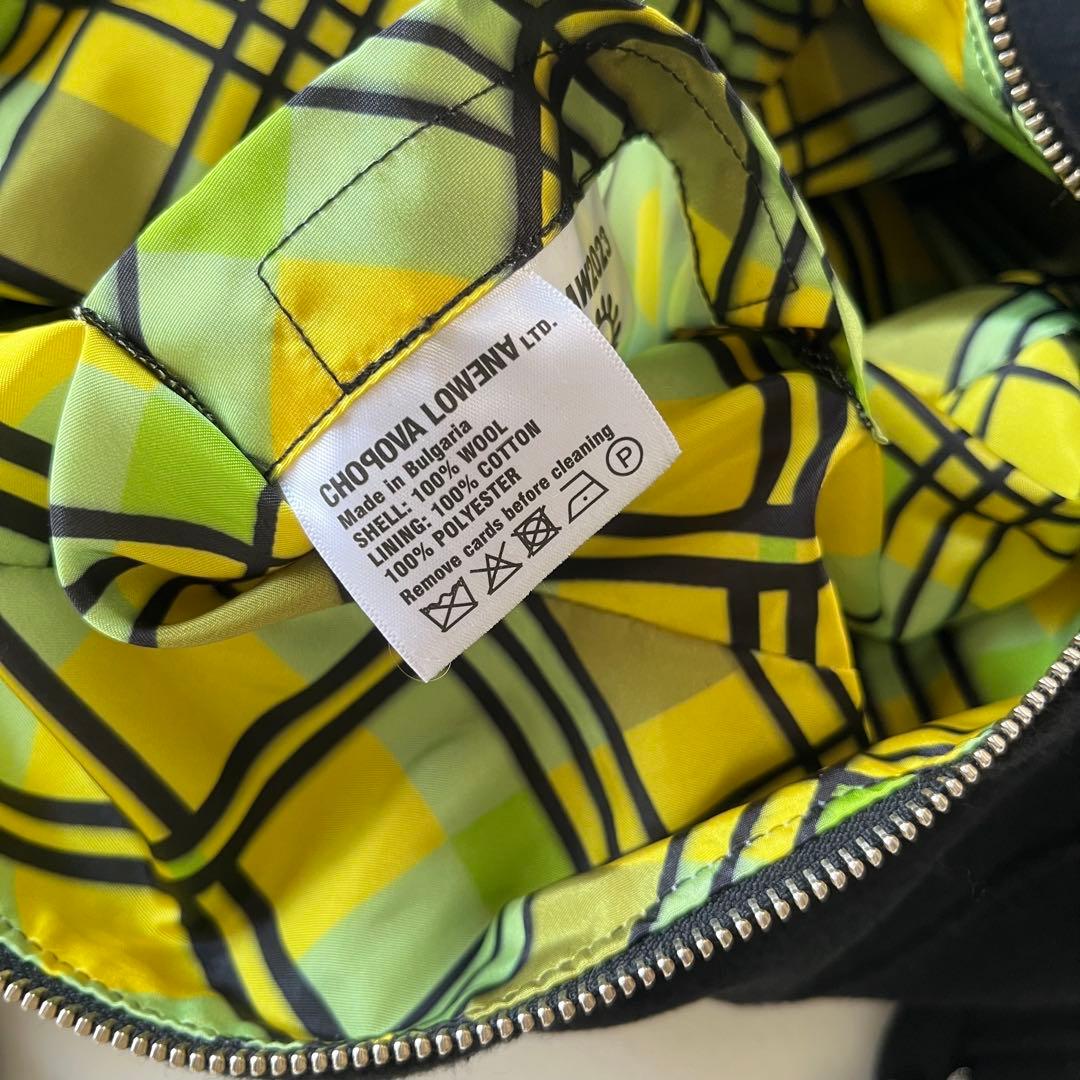 CHOPOVA LOWENA LTD.
Made in Bulgaria
SHELL: 100% WOOL
LINING: 100% COTTON
100% POLYESTER
Remove cards before cleaning
P
AW2023